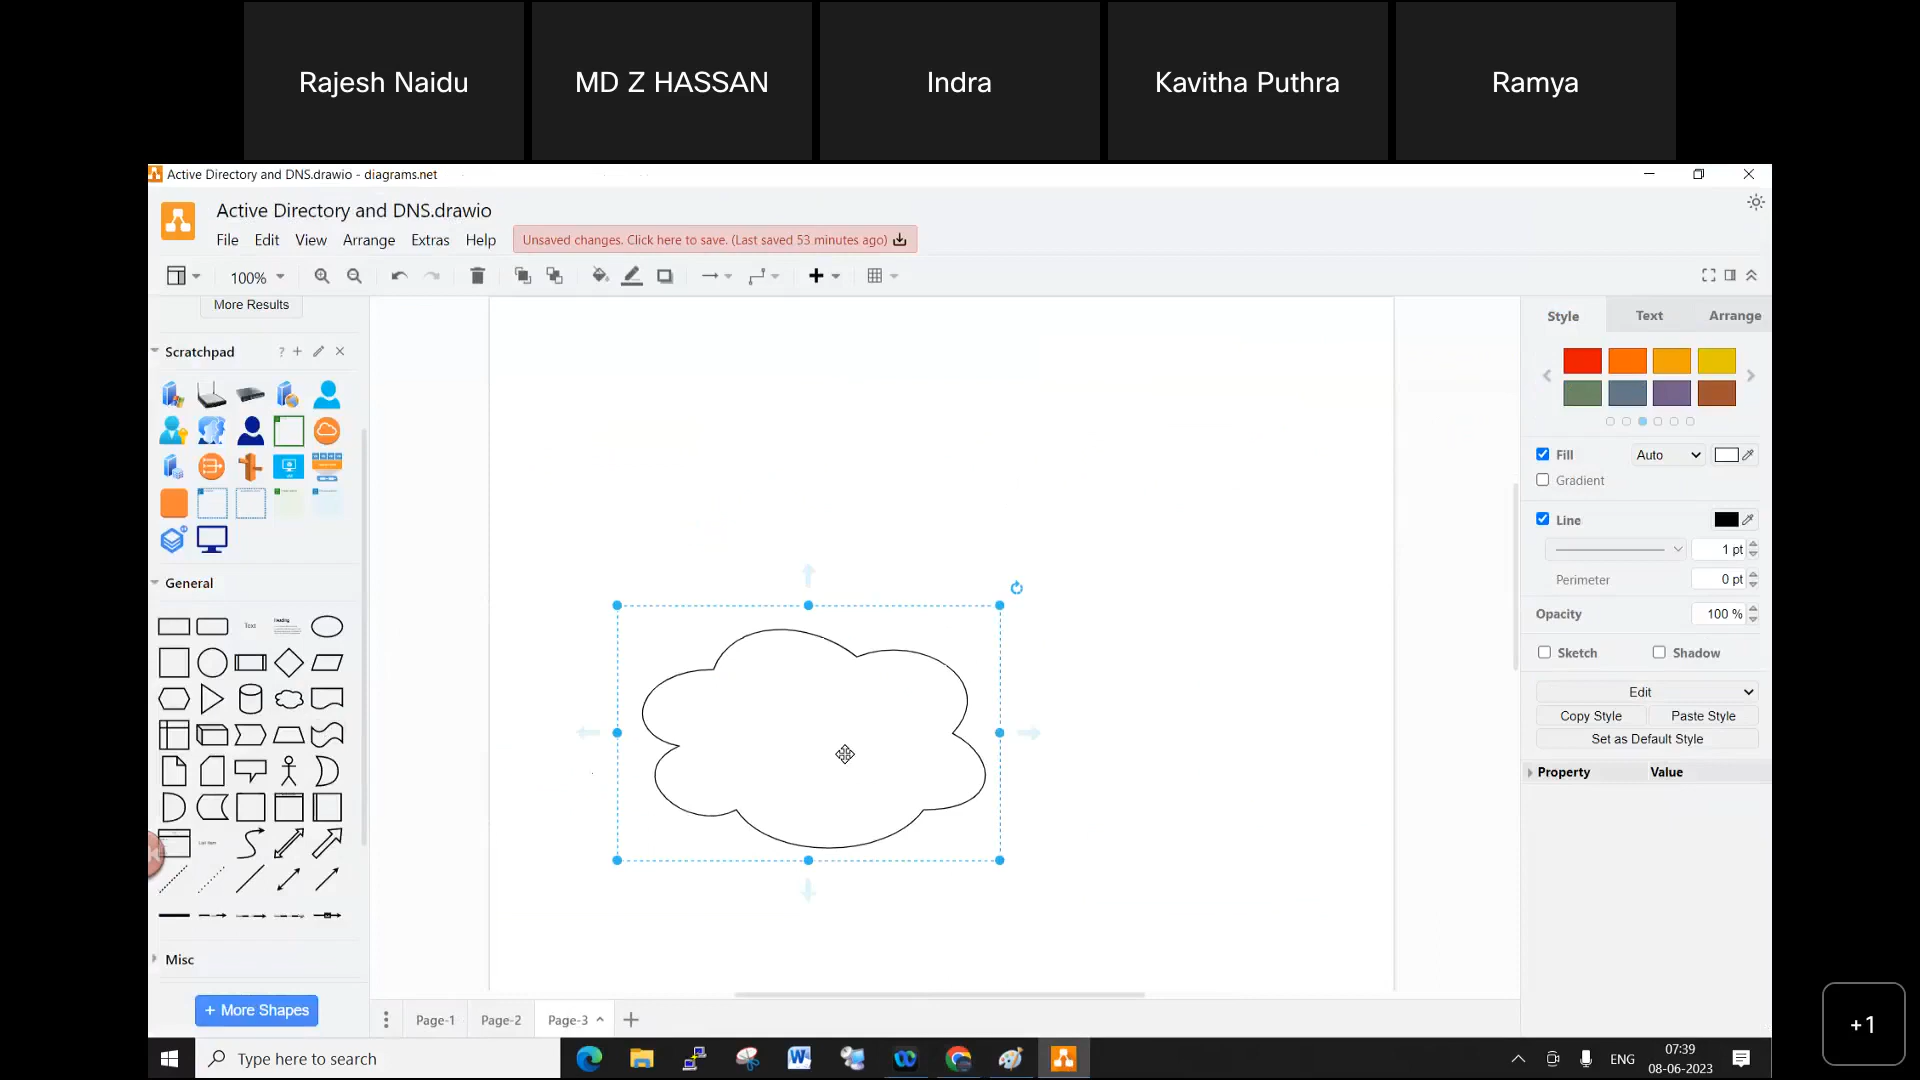 Rajesh Naidu
MD Z HASSAN
Indra
Kavitha Puthra
Ramya
Active Directory and DNS.drawio - diagrams.net
Active Directory and DNS.drawio
File Edit View Arrange Extras Help
Unsaved changes. Click here to save. (Last saved 53 minutes ago)
100%
More Results
Scratchpad
?
General
Text
Heading
List Item
Misc
+ More Shapes
Style Text Arrange
Fill Auto
Gradient
Line
1 pt
Perimeter 0 pt
Opacity 100 %
Sketch Shadow
Edit
Copy Style Paste Style
Set as Default Style
Property Value
Page-1 Page-2 Page-3
+1
Type here to search
ENG
07:39
08-06-2023